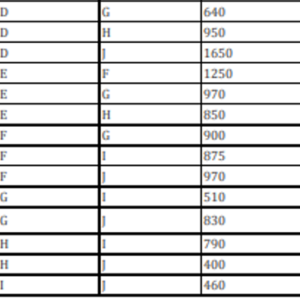 D G 640
D H 950
D J 1650
E F 1250
E G 970
E H 850
F G 900
F I 875
F J 970
G I 510
G J 830
H I 790
H J 400
I J 460